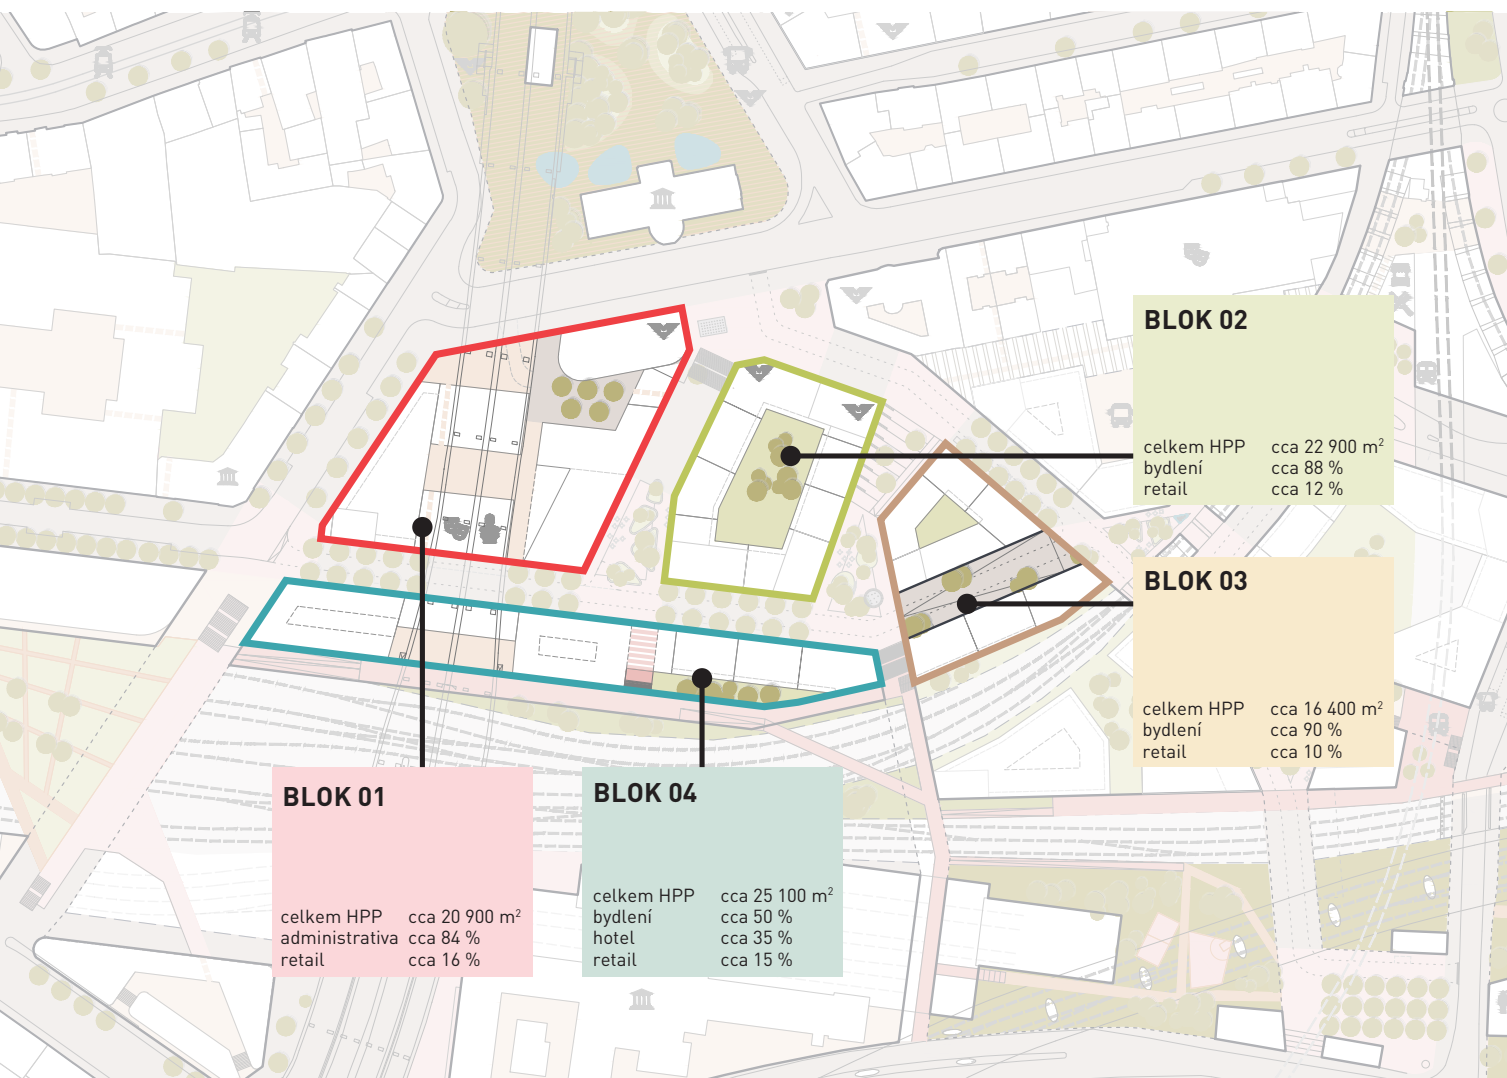 BLOK 02
celkem HPP cca 22 900 m²
bydlení cca 88 %
retail cca 12 %
BLOK 03
celkem HPP cca 16 400 m²
bydlení cca 90 %
retail cca 10 %
BLOK 01
celkem HPP cca 20 900 m²
administrativa cca 84 %
retail cca 16 %
BLOK 04
celkem HPP cca 25 100 m²
bydlení cca 50 %
hotel cca 35 %
retail cca 15 %